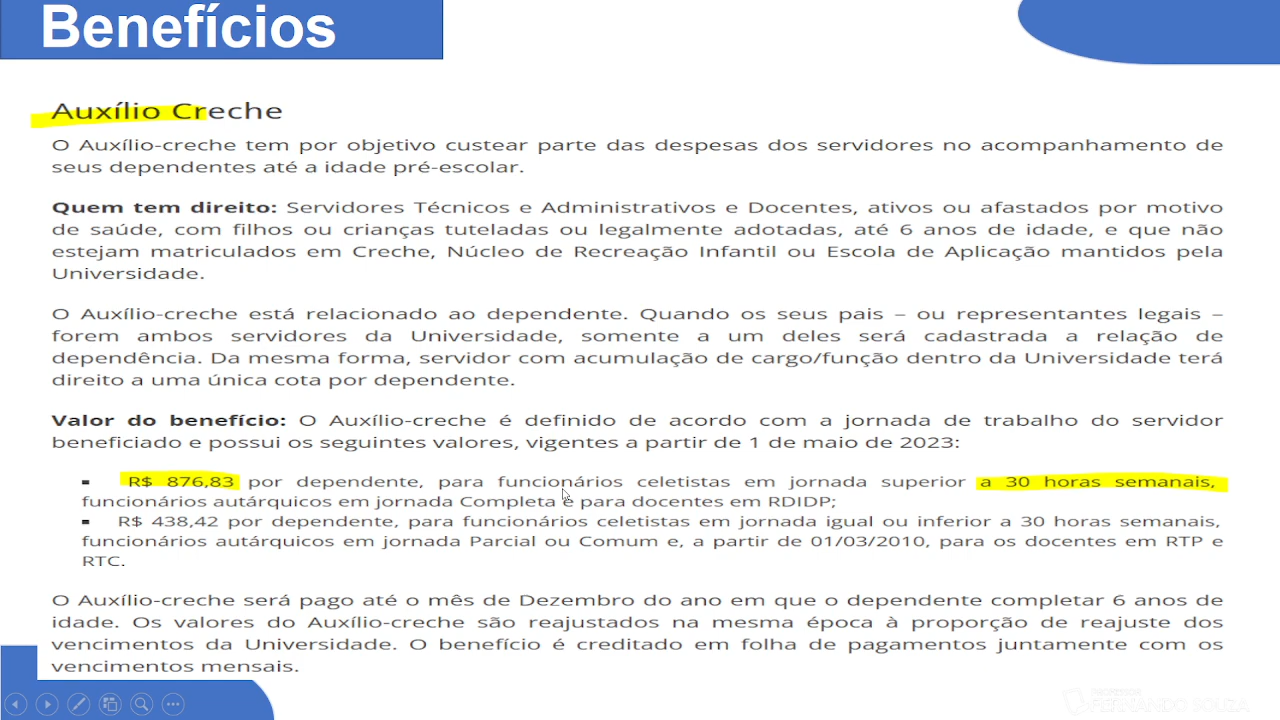 Benefícios
Auxílio Creche
O Auxílio-creche tem por objetivo custear parte das despesas dos servidores no acompanhamento de
seus dependentes até a idade pré-escolar.
Quem tem direito: Servidores Técnicos e Administrativos e Docentes, ativos ou afastados por motivo
de saúde, com filhos ou crianças tuteladas ou legalmente adotadas, até 6 anos de idade, e que não
estejam matriculados em Creche, Núcleo de Recreação Infantil ou Escola de Aplicação mantidos pela
Universidade.
O Auxílio-creche está relacionado ao dependente. Quando os seus pais – ou representantes legais –
forem ambos servidores da Universidade, somente a um deles será cadastrada a relação de
dependência. Da mesma forma, servidor com acumulação de cargo/função dentro da Universidade terá
direito a uma única cota por dependente.
Valor do benefício: O Auxílio-creche é definido de acordo com a jornada de trabalho do servidor
beneficiado e possui os seguintes valores, vigentes a partir de 1 de maio de 2023:
▪ R$ 876,83 por dependente, para funcionários celetistas em jornada superior a 30 horas semanais,
funcionários autárquicos em jornada Completa e para docentes em RDIDP;
▪ R$ 438,42 por dependente, para funcionários celetistas em jornada igual ou inferior a 30 horas semanais,
funcionários autárquicos em jornada Parcial ou Comum e, a partir de 01/03/2010, para os docentes em RTP e
RTC.
O Auxílio-creche será pago até o mês de Dezembro do ano em que o dependente completar 6 anos de
idade. Os valores do Auxílio-creche são reajustados na mesma época à proporção de reajuste dos
vencimentos da Universidade. O benefício é creditado em folha de pagamentos juntamente com os
vencimentos mensais.
PROFESSOR
FERNANDO SOUZA